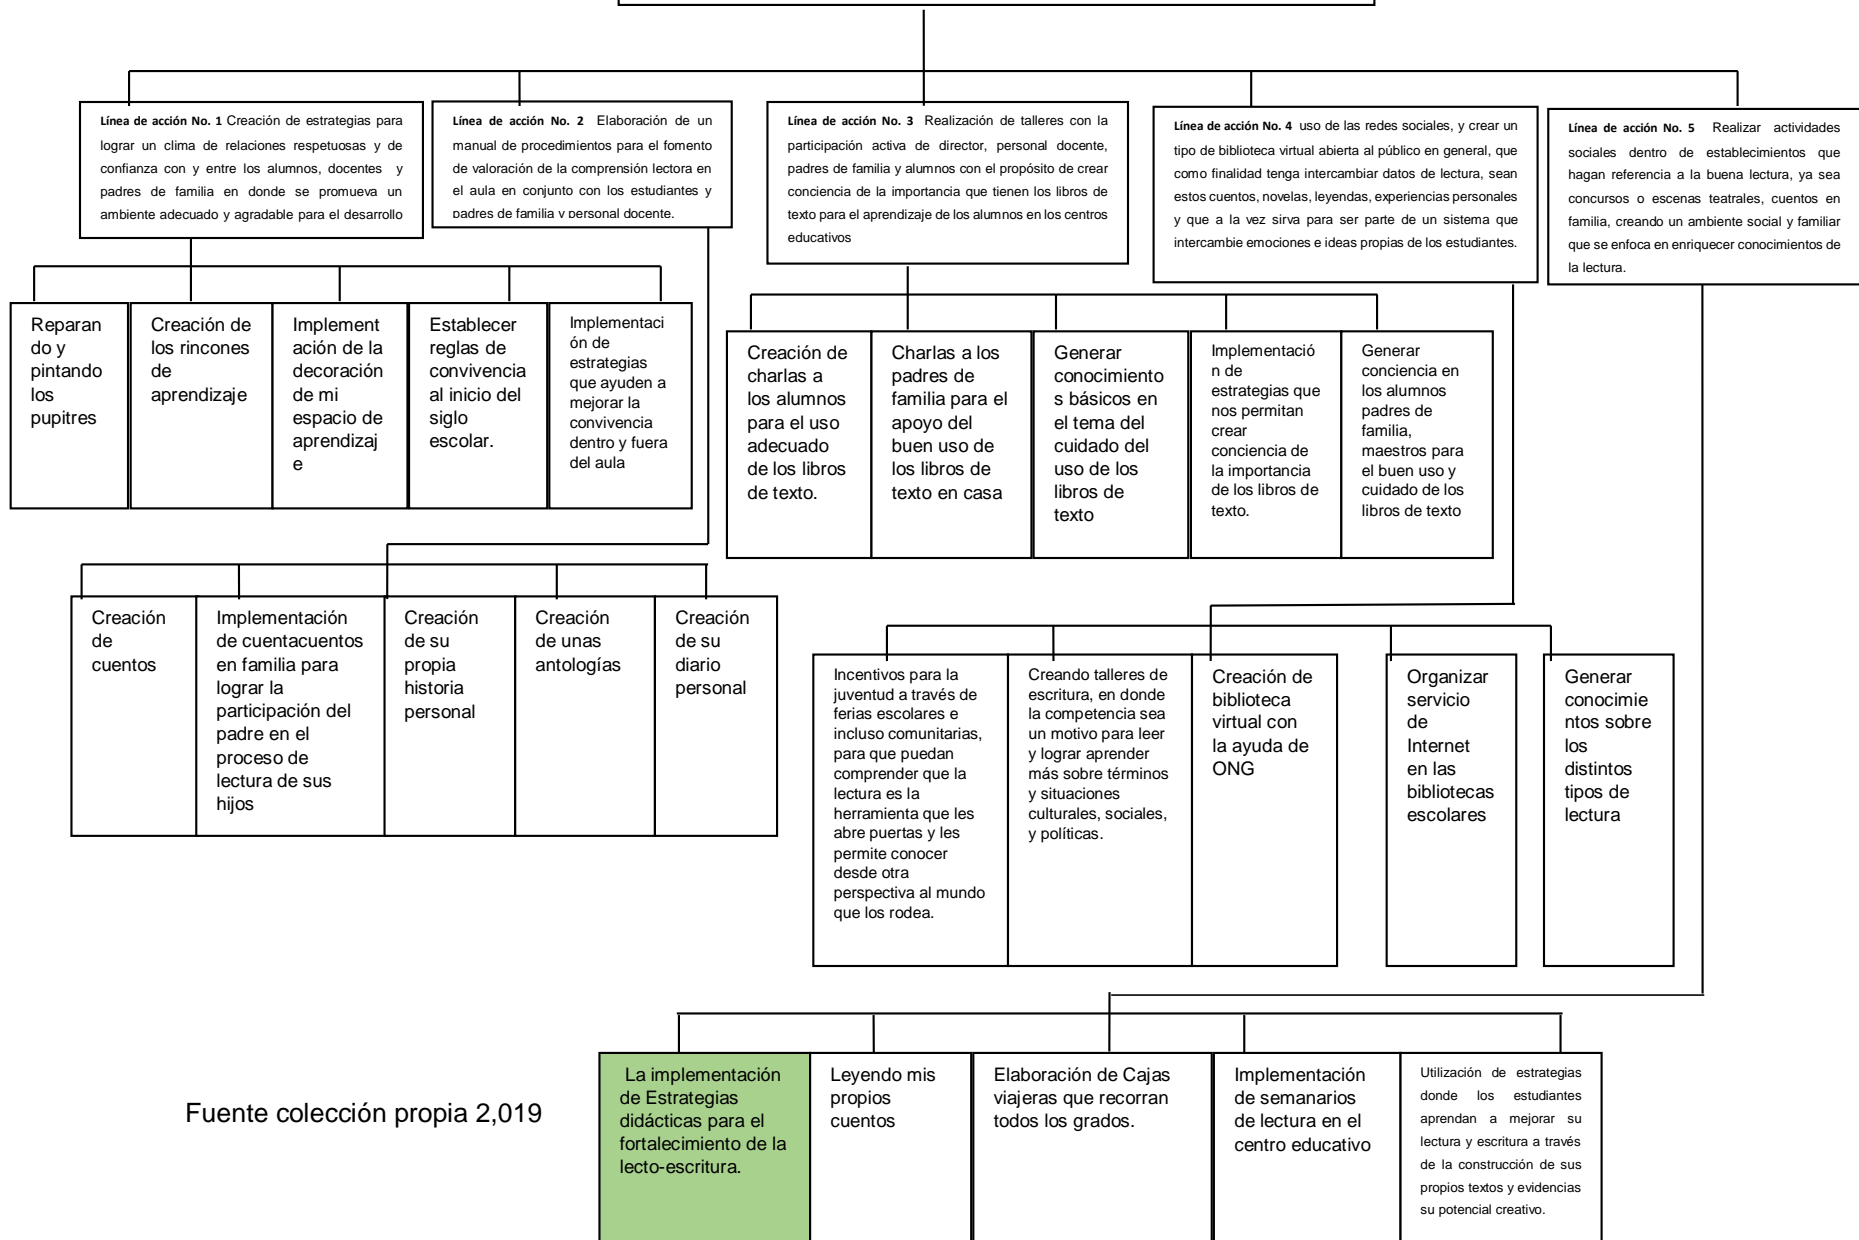 Línea de acción No. 1 Creación de estrategias para
lograr un clima de relaciones respetuosas y de
confianza con y entre los alumnos, docentes y
padres de familia en donde se promueva un
ambiente adecuado y agradable para el desarrollo
Línea de acción No. 2 Elaboración de un
manual de procedimientos para el fomento
de valoración de la comprensión lectora en
el aula en conjunto con los estudiantes y
padres de familia y personal docente.
Línea de acción No. 3 Realización de talleres con la
participación activa de director, personal docente,
padres de familia y alumnos con el propósito de crear
conciencia de la importancia que tienen los libros de
texto para el aprendizaje de los alumnos en los centros
educativos
Línea de acción No. 4 uso de las redes sociales, y crear un
tipo de biblioteca virtual abierta al público en general, que
como finalidad tenga intercambiar datos de lectura, sean
estos cuentos, novelas, leyendas, experiencias personales
y que a la vez sirva para ser parte de un sistema que
intercambie emociones e ideas propias de los estudiantes.
Línea de acción No. 5 Realizar actividades
sociales dentro de establecimientos que
hagan referencia a la buena lectura, ya sea
concursos o escenas teatrales, cuentos en
familia, creando un ambiente social y familiar
que se enfoca en enriquecer conocimientos de
la lectura.
Reparan
do y
pintando
los
pupitres
Creación de
los rincones
de
aprendizaje
Implement
ación de la
decoración
de mi
espacio de
aprendizaj
e
Establecer
reglas de
convivencia
al inicio del
siglo
escolar.
Implementaci
ón de
estrategias
que ayuden a
mejorar la
convivencia
dentro y fuera
del aula
Creación de
charlas a
los alumnos
para el uso
adecuado
de los libros
de texto.
Charlas a los
padres de
familia para el
apoyo del
buen uso de
los libros de
texto en casa
Generar
conocimiento
s básicos en
el tema del
cuidado del
uso de los
libros de
texto
Implementació
n de
estrategias que
nos permitan
crear
conciencia de
la importancia
de los libros de
texto.
Generar
conciencia en
los alumnos
padres de
familia,
maestros para
el buen uso y
cuidado de los
libros de texto
Creación
de
cuentos
Implementación
de cuentacuentos
en familia para
lograr la
participación del
padre en el
proceso de
lectura de sus
hijos
Creación
de su
propia
historia
personal
Creación
de unas
antologías
Creación
de su
diario
personal
Incentivos para la
juventud a través de
ferias escolares e
incluso comunitarias,
para que puedan
comprender que la
lectura es la
herramienta que les
abre puertas y les
permite conocer
desde otra
perspectiva al mundo
que los rodea.
Creando talleres de
escritura, en donde
la competencia sea
un motivo para leer
y lograr aprender
más sobre términos
y situaciones
culturales, sociales,
y políticas.
Creación de
biblioteca
virtual con
la ayuda de
ONG
Organizar
servicio
de
Internet
en las
bibliotecas
escolares
Generar
conocimie
ntos sobre
los
distintos
tipos de
lectura
La implementación
de Estrategias
didácticas para el
fortalecimiento de la
lecto-escritura.
Leyendo mis
propios
cuentos
Elaboración de Cajas
viajeras que recorran
todos los grados.
Implementación
de semanarios
de lectura en el
centro educativo
Utilización de estrategias
donde los estudiantes
aprendan a mejorar su
lectura y escritura a través
de la construcción de sus
propios textos y evidencias
su potencial creativo.
Fuente colección propia 2,019